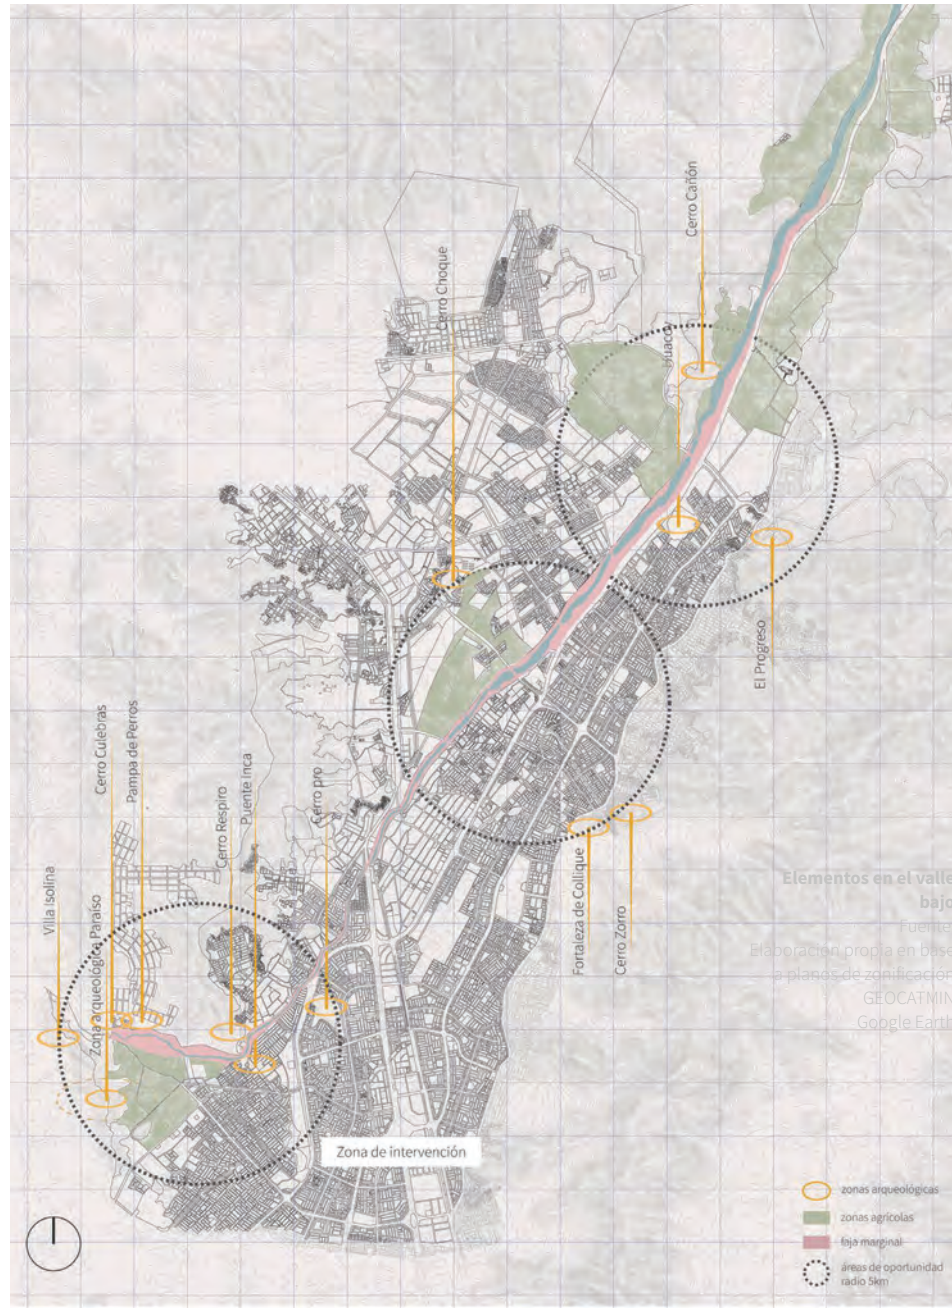 Cerro Cañón
Cerro Choque
Huacoy
El Progreso
Cerro Culebras
Pampa de Perros
Cerro Respiro
Puente Inca
Cerro pro
Villa Isolina
Zona arqueológica Paraiso
Fortaleza de Collique
Cerro Zorro
Elementos en el valle
bajo
Fuente:
Elaboración propia en base
a planos de zonificación
GEOCATMIN
Google Earth
Zona de intervención
zonas arqueológicas
zonas agrícolas
faja marginal
áreas de oportunidad
radio 5km